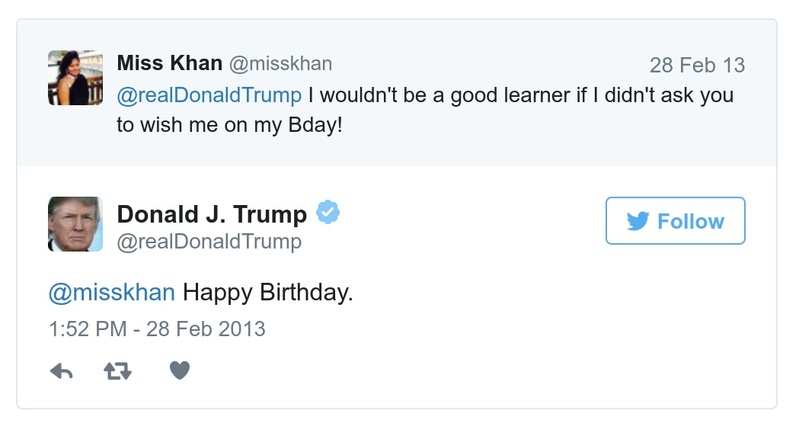 Miss Khan @misskhan 28 Feb 13
@realDonaldTrump I wouldn't be a good learner if I didn't ask you
to wish me on my Bday!
Donald J. Trump
@realDonaldTrump
Follow
@misskhan Happy Birthday.
1:52 PM - 28 Feb 2013